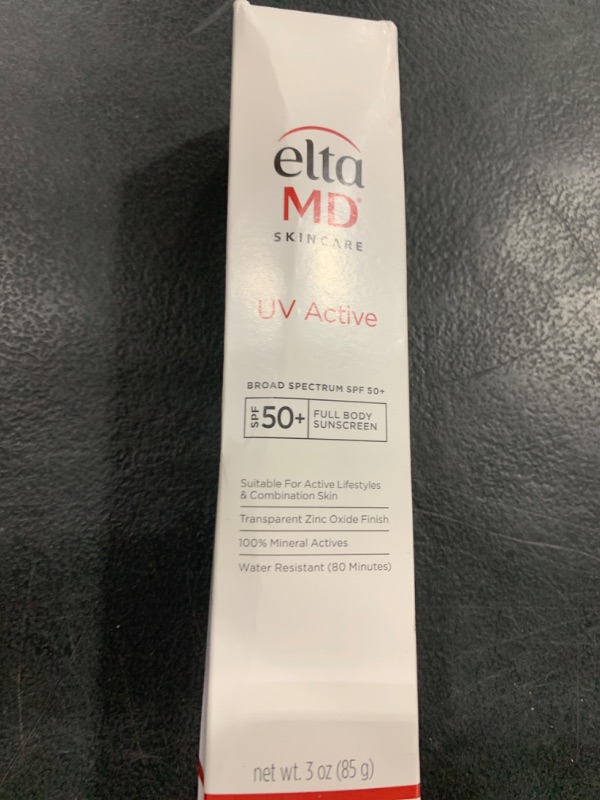 elta
MD®
SKINCARE
UV Active
BROAD SPECTRUM SPF 50+
SPF 50+
FULL BODY
SUNSCREEN
Suitable For Active Lifestyles
& Combination Skin
Transparent Zinc Oxide Finish
100% Mineral Actives
Water Resistant (80 Minutes)
net wt. 3 oz (85 g)